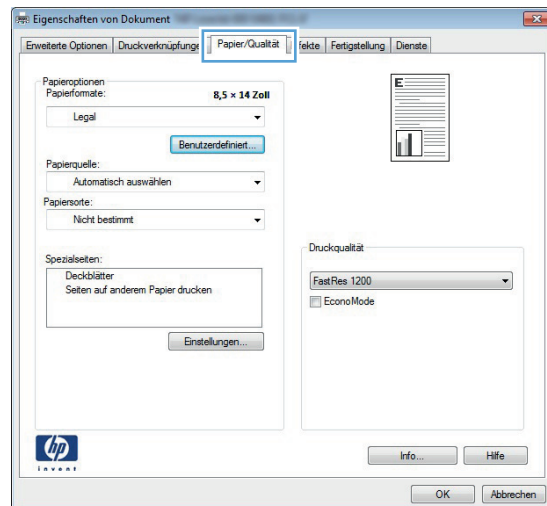 Eigenschaften von Dokument
Erweiterte Optionen Druckverknüpfunge Papier/Qualität fekte Fertigstellung Dienste
Papieroptionen
Papierformate: 8,5 × 14 Zoll
Legal
Benutzerdefiniert...
Papierquelle:
Automatisch auswählen
Papiersorte:
Nicht bestimmt
Spezialseiten:
Deckblätter
Seiten auf anderem Papier drucken
Einstellungen...
E
Druckqualität
FastRes 1200
EconoMode
hp
invent
Info... Hilfe
OK Abbrechen